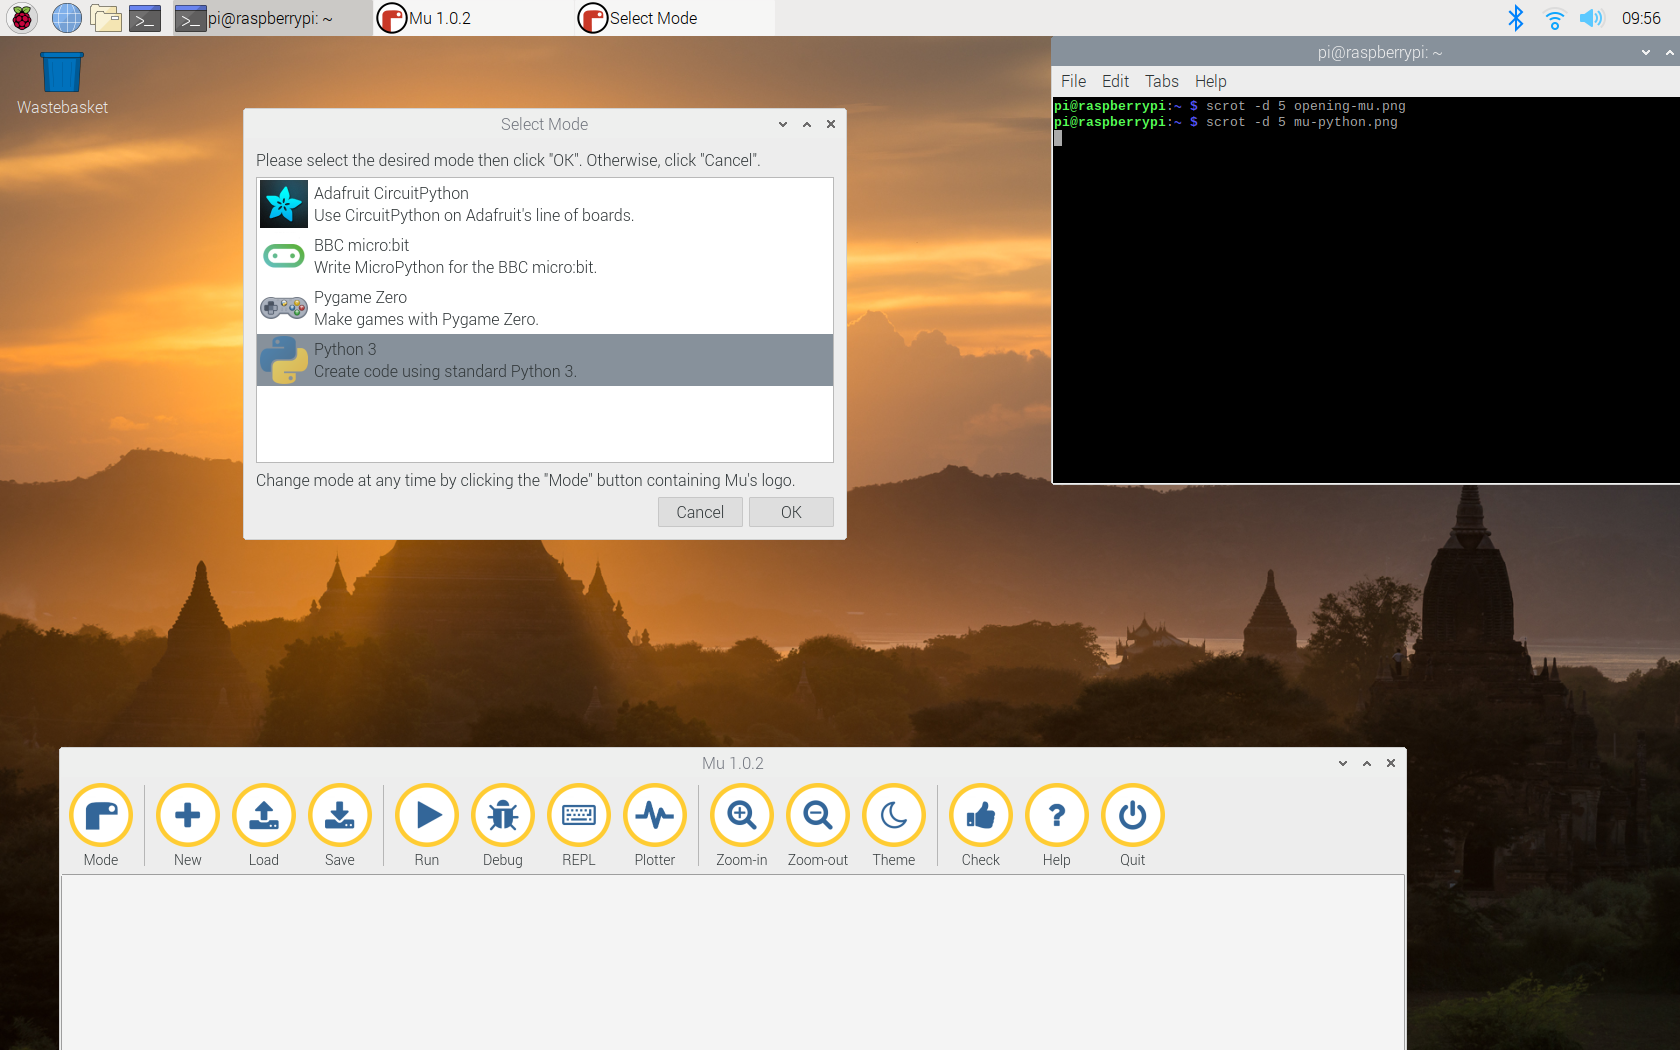 pi@raspberrypi: ~
Mu 1.0.2
Select Mode
09:56
Wastebasket
pi@raspberrypi: ~
File Edit Tabs Help
pi@raspberrypi:~ $ scrot -d 5 opening-mu.png
pi@raspberrypi:~ $ scrot -d 5 mu-python.png
Select Mode
Please select the desired mode then click "OK". Otherwise, click "Cancel".
Adafruit CircuitPython
Use CircuitPython on Adafruit's line of boards.
BBC micro:bit
Write MicroPython for the BBC micro:bit.
Pygame Zero
Make games with Pygame Zero.
Python 3
Create code using standard Python 3.
Change mode at any time by clicking the "Mode" button containing Mu's logo.
Cancel OK
Mu 1.0.2
Mode New Load Save Run Debug REPL Plotter Zoom-in Zoom-out Theme Check Help Quit